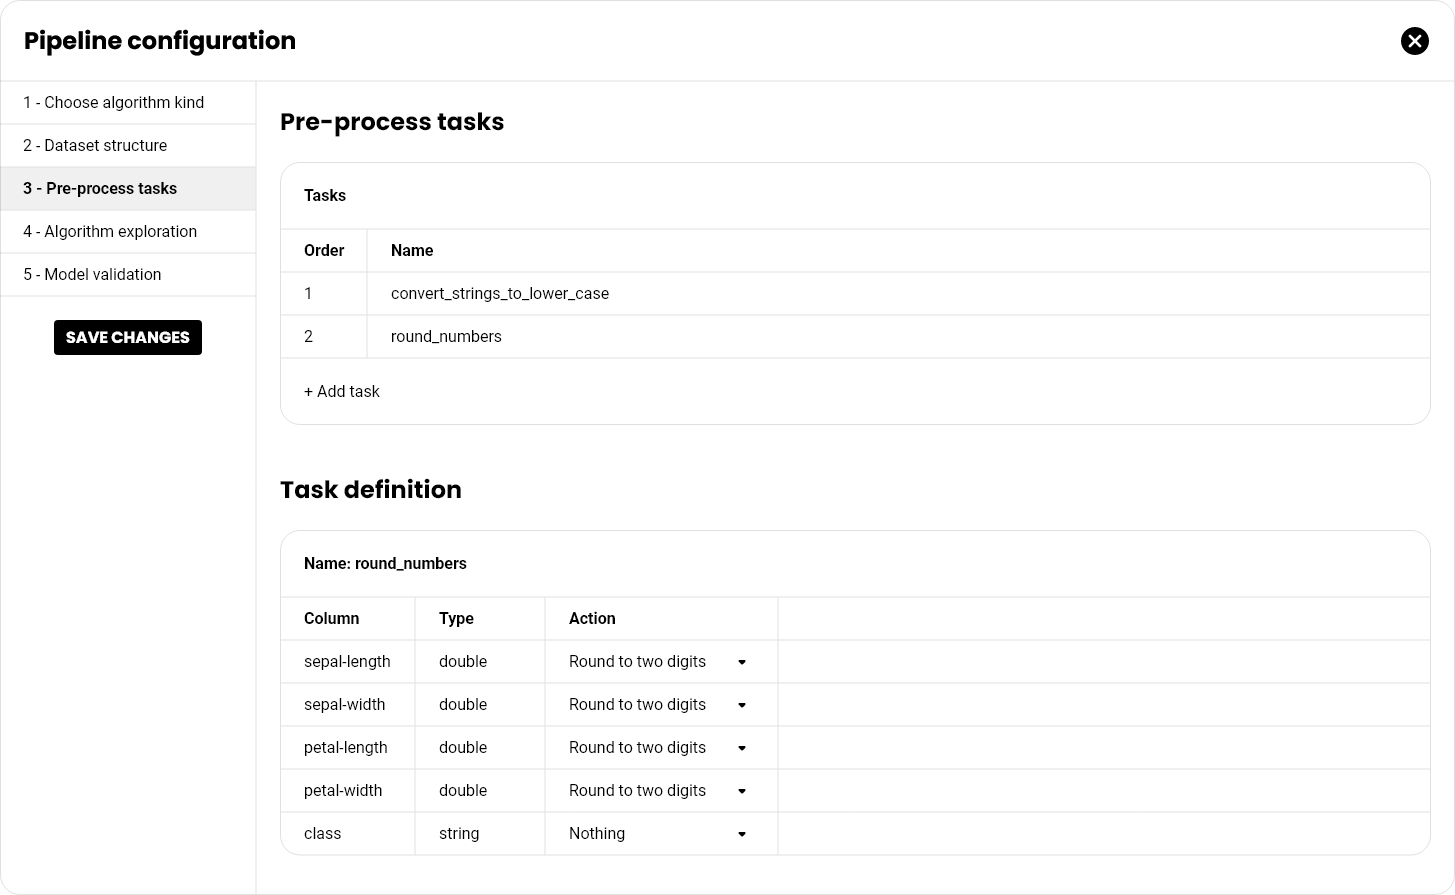 Pipeline configuration
1 - Choose algorithm kind
2 - Dataset structure
3 - Pre-process tasks
4 - Algorithm exploration
5 - Model validation
SAVE CHANGES
Pre-process tasks
Tasks
Order Name
1 convert_strings_to_lower_case
2 round_numbers
+ Add task
Task definition
Name: round_numbers
Column Type Action
sepal-length double Round to two digits
sepal-width double Round to two digits
petal-length double Round to two digits
petal-width double Round to two digits
class string Nothing